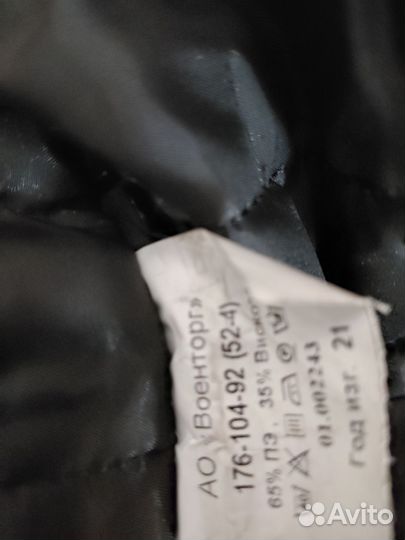 АО «Военторг»
176-104-92 (52-4)
65% ПЭ, 35% Виско
01.002243
Год изг. 21
Avito